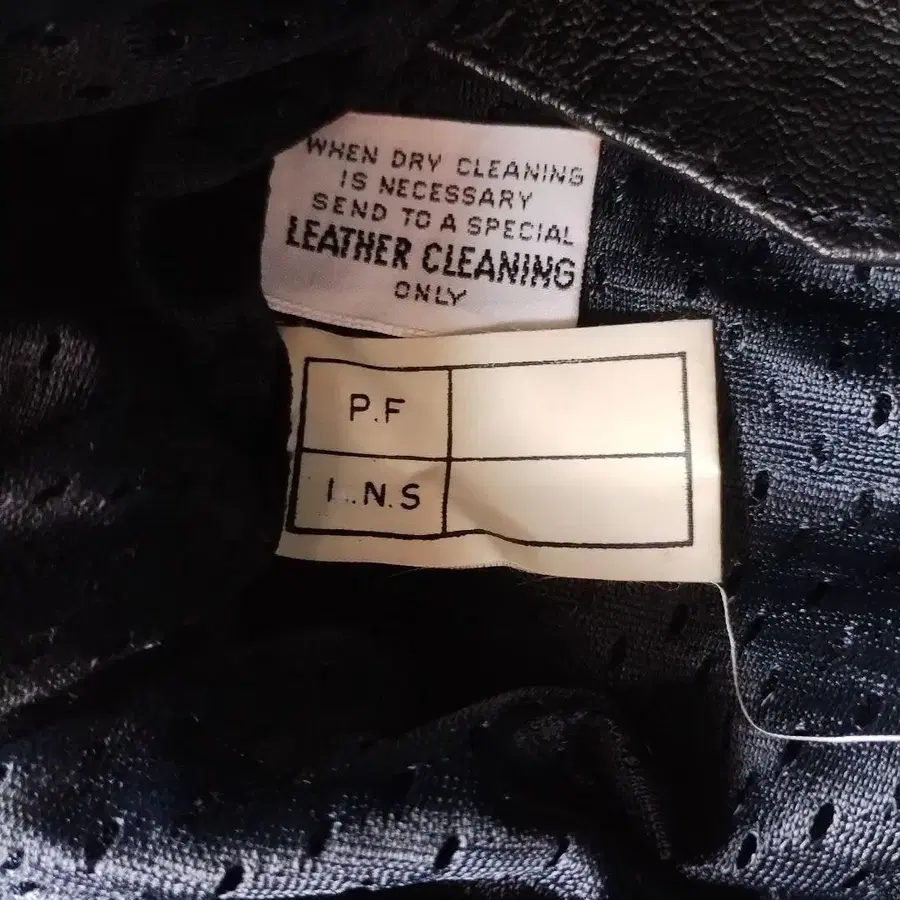 WHEN DRY CLEANING
IS NECESSARY
SEND TO A SPECIAL
LEATHER CLEANING
ONLY
P.F
I.N.S